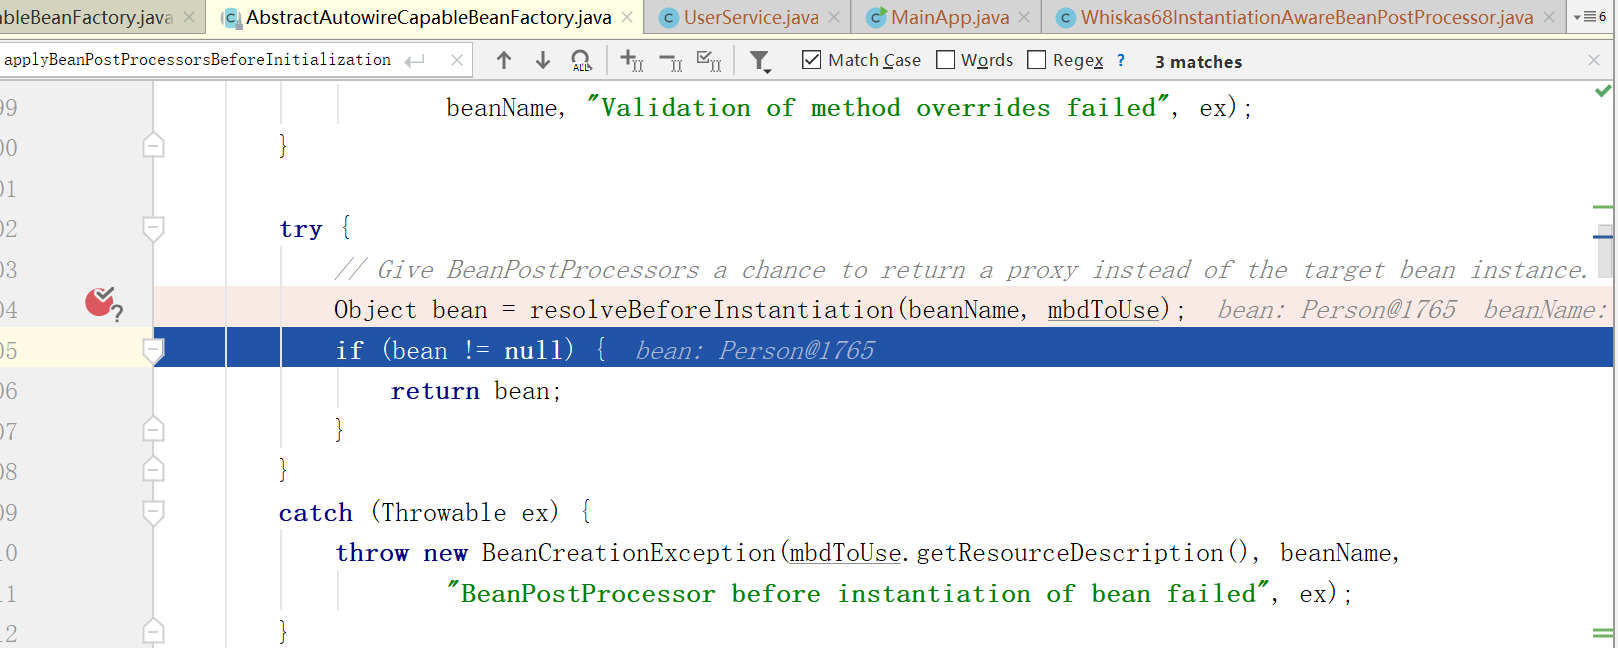 ableBeanFactory.java AbstractAutowireCapableBeanFactory.java UserService.java MainApp.java Whiskas68InstantiationAwareBeanPostProcessor.java 6
applyBeanPostProcessorsBeforeInitialization ALL Match Case Words Regex ? 3 matches
99 beanName, "Validation of method overrides failed", ex);
00 }
01
02 try {
03 // Give BeanPostProcessors a chance to return a proxy instead of the target bean instance.
04 Object bean = resolveBeforeInstantiation(beanName, mbdToUse); bean: Person@1765 beanName:
05 if (bean != null) { bean: Person@1765
06 return bean;
07 }
08 }
09 catch (Throwable ex) {
10 throw new BeanCreationException(mbdToUse.getResourceDescription(), beanName,
11 "BeanPostProcessor before instantiation of bean failed", ex);
12 }